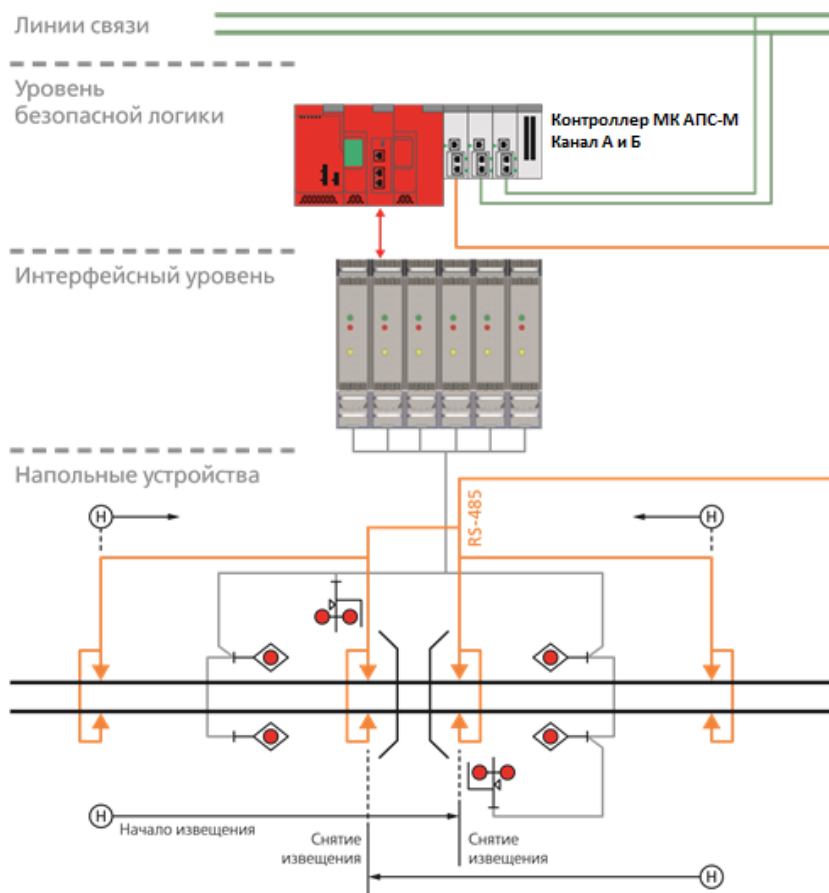 Линии связи
Уровень
безопасной логики
Контроллер МК АПС-М
Канал А и Б
Интерфейсный уровень
Напольные устройства
Н
Н
RS-485
Н
Начало извещения
Снятие
извещения
Снятие
извещения
Н